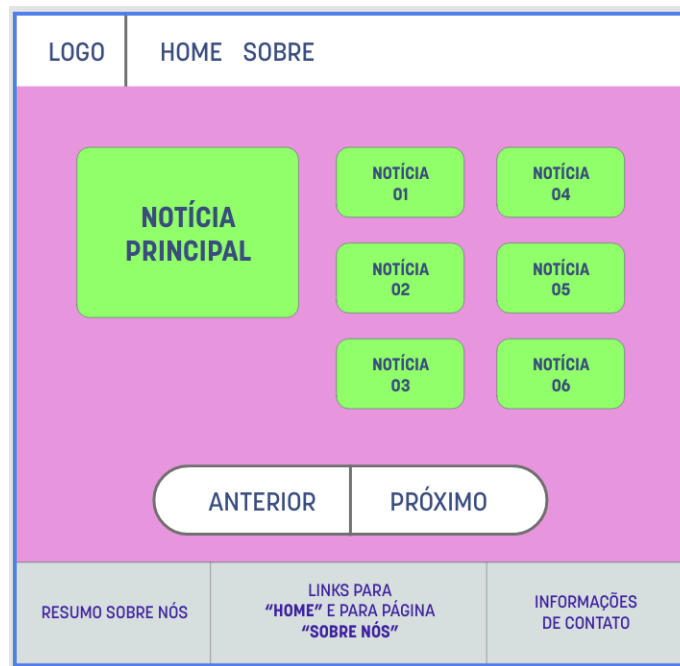 LOGO
HOME SOBRE
NOTÍCIA
PRINCIPAL
NOTÍCIA
01
NOTÍCIA
02
NOTÍCIA
03
NOTÍCIA
04
NOTÍCIA
05
NOTÍCIA
06
ANTERIOR
PRÓXIMO
RESUMO SOBRE NÓS
LINKS PARA
“HOME” E PARA PÁGINA
“SOBRE NÓS”
INFORMAÇÕES
DE CONTATO